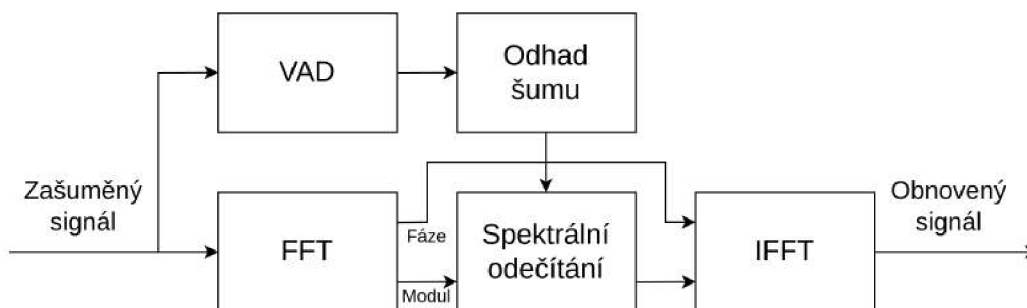 VAD
Odhad
šumu
Zašuměný
signál
FFT
Fáze
Modul
Spektrální
odečítání
IFFT
Obnovený
signál